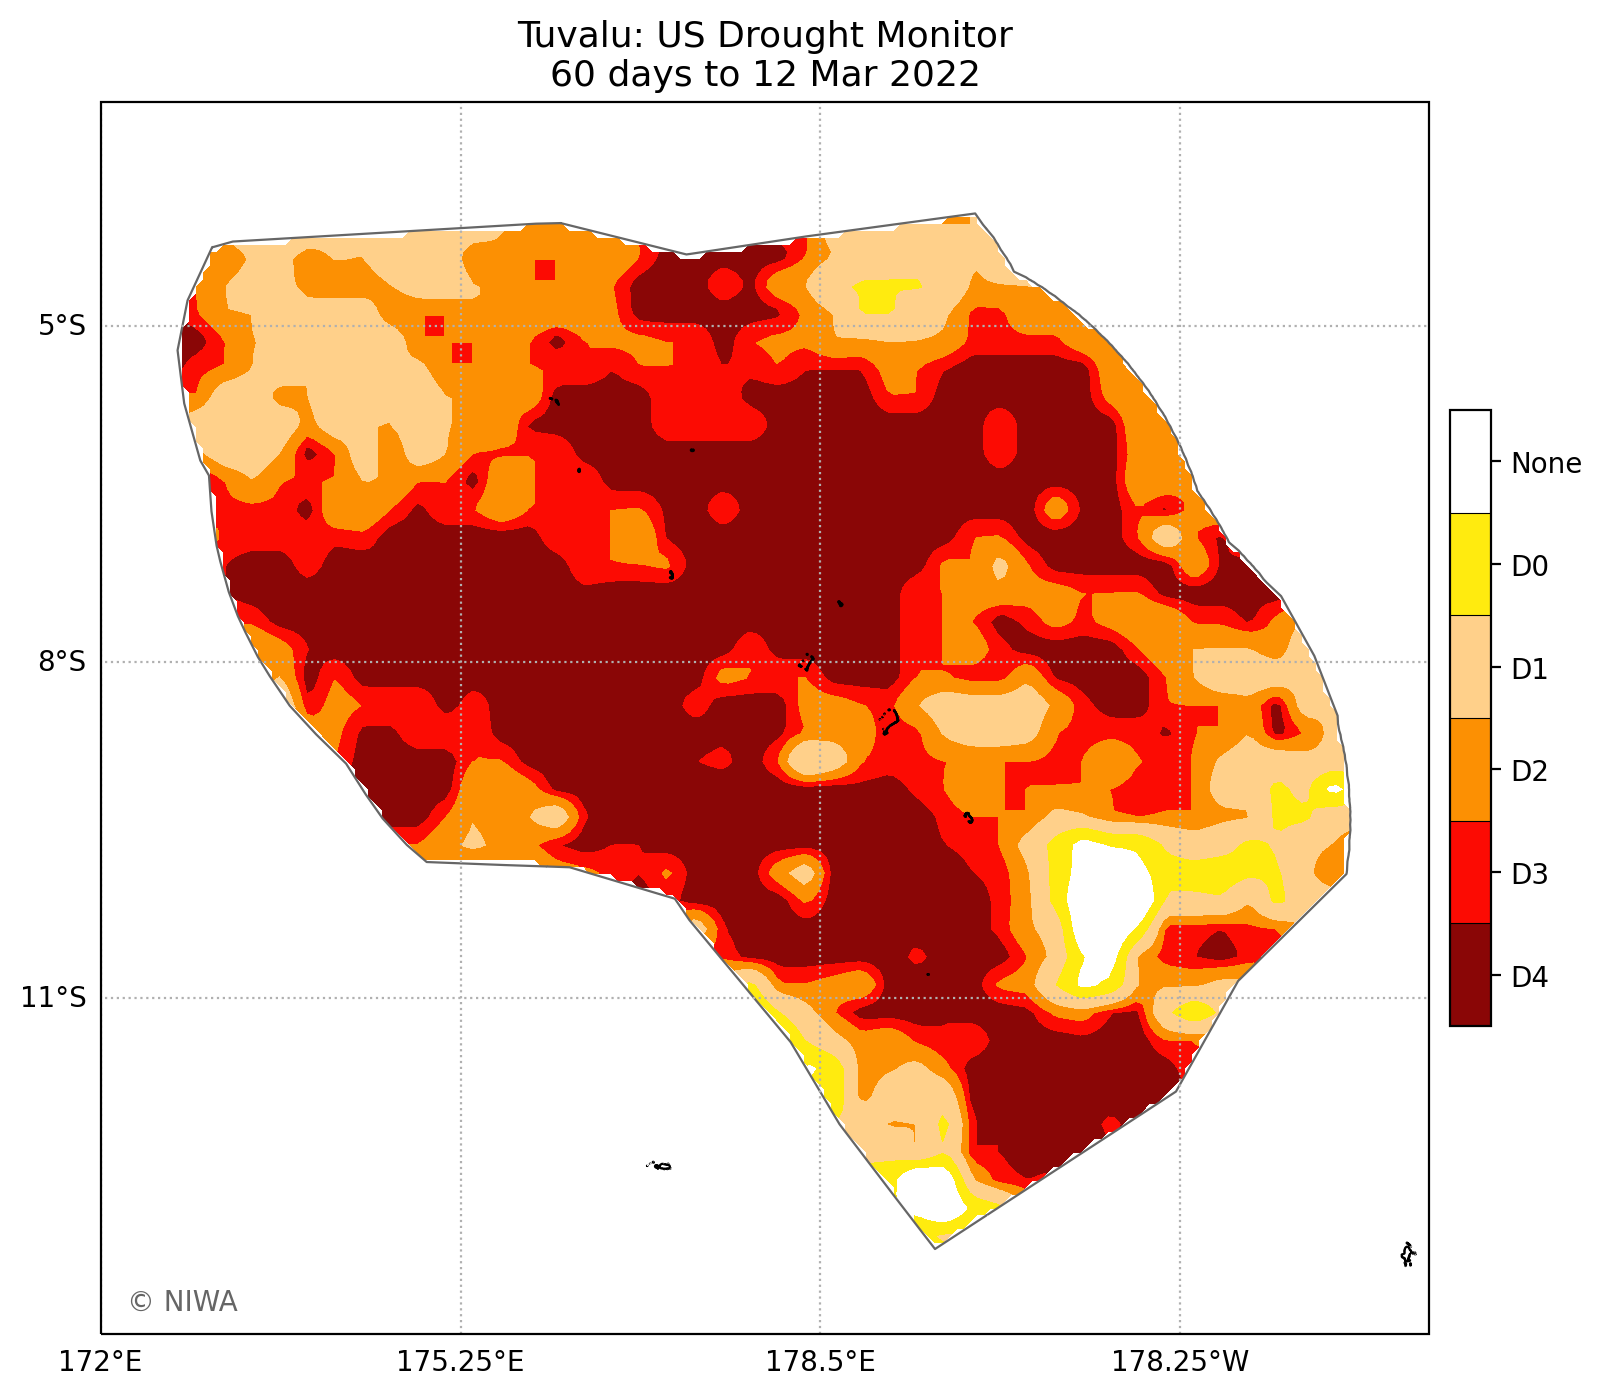 Tuvalu: US Drought Monitor
60 days to 12 Mar 2022
5°S
8°S
11°S
172°E
175.25°E
178.5°E
178.25°W
None
D0
D1
D2
D3
D4
© NIWA